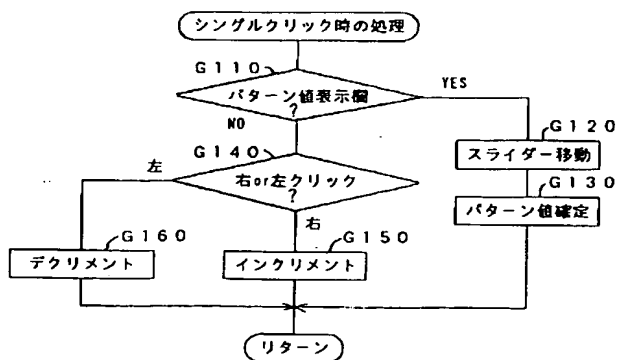 シングルクリック時の処理
G110
YES
パターン値表示欄
?
NO
G120
スライダー移動
G140
左
右or左クリック
?
G130
パターン値確定
右
G160
G150
デクリメント
インクリメント
リターン